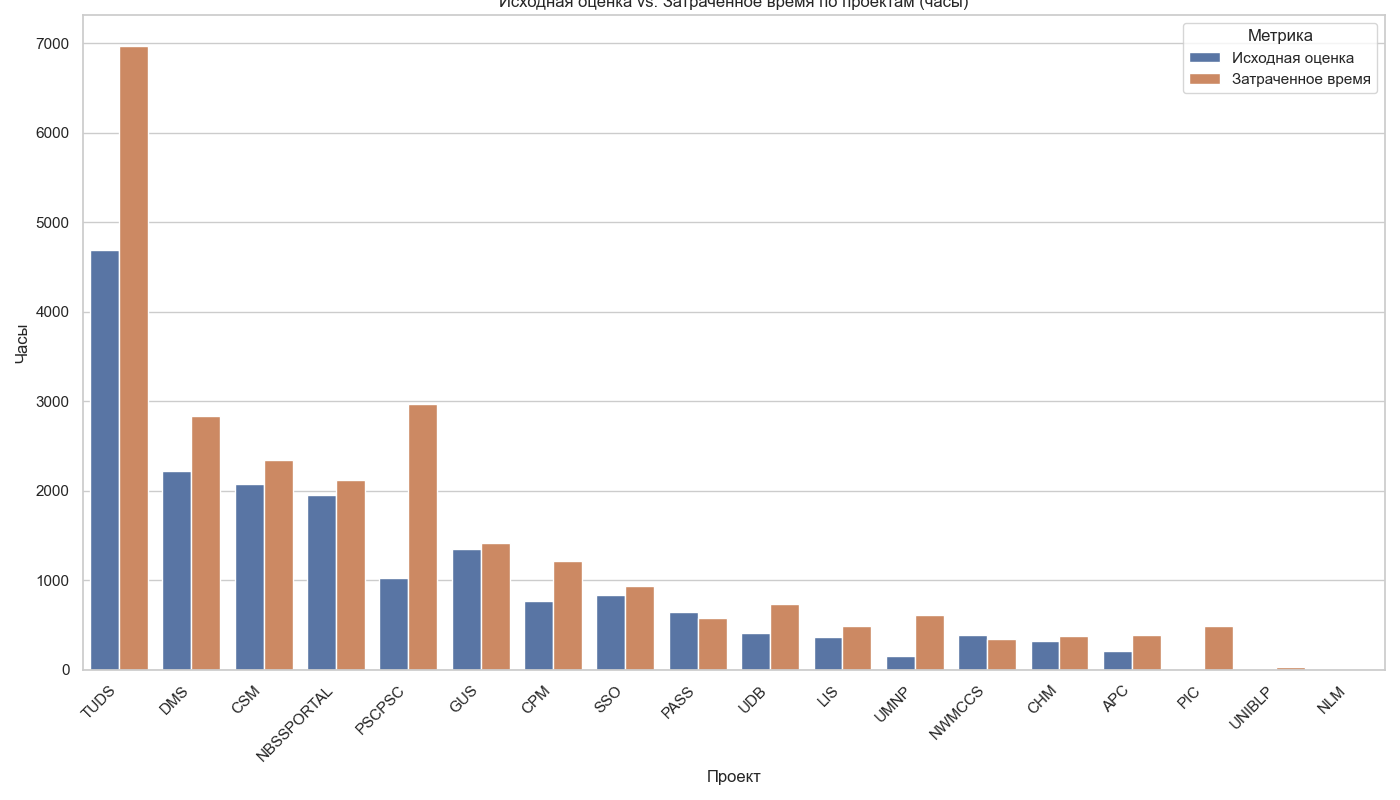 Исходная оценка vs. Затраченное время по проектам (часы)
Метрика
Исходная оценка
Затраченное время
Часы
7000
6000
5000
4000
3000
2000
1000
0
TUDS
DMS
CSM
NBSSPORTAL
PSCPSC
GUS
CPM
SSO
PASS
UDB
LIS
UMNP
NWMCCS
CHM
APC
PIC
UNIBLP
NLM
Проект